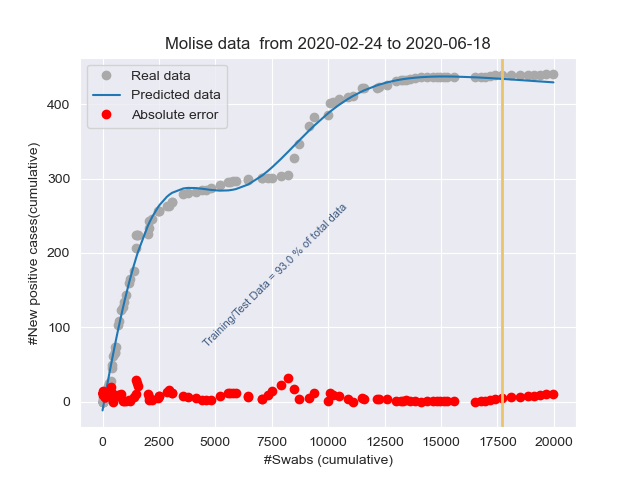 Molise data from 2020-02-24 to 2020-06-18
Real data
Predicted data
Absolute error
#New positive cases(cumulative)
400
300
200
100
0
Training/Test Data = 93.0 % of total data
0
2500
5000
7500
10000
12500
15000
17500
20000
#Swabs (cumulative)